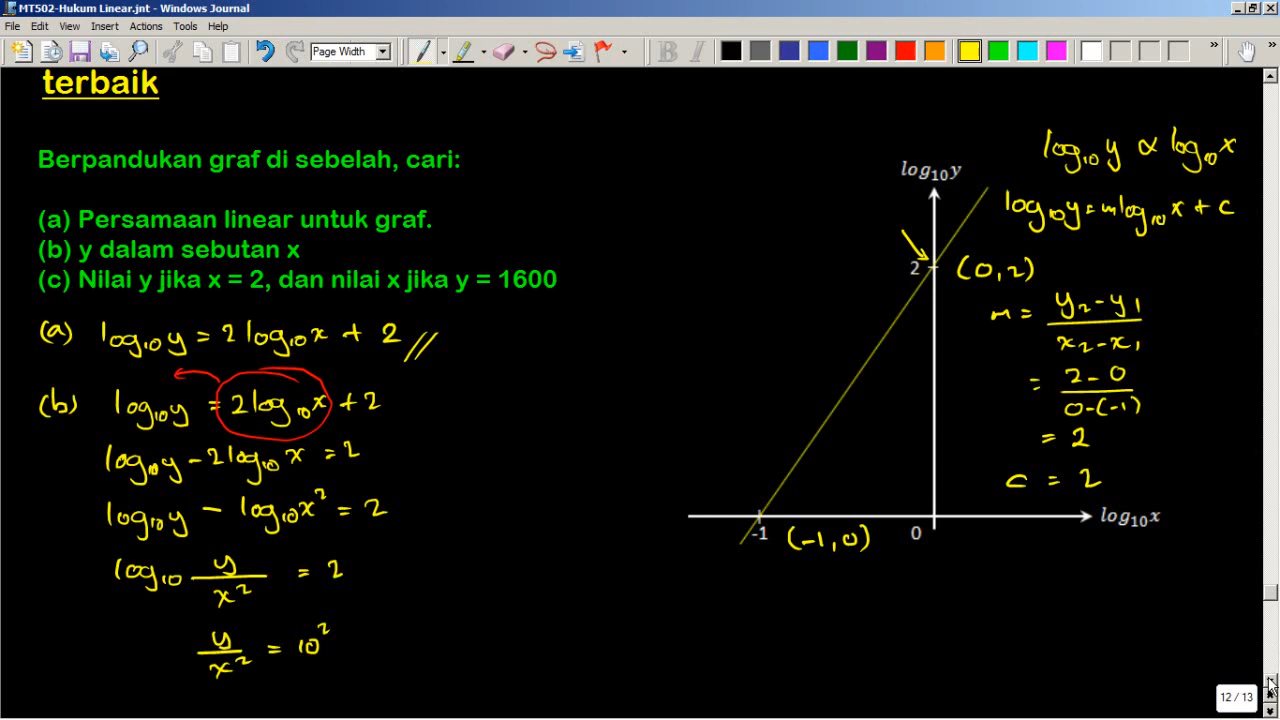 MT502-Hukum Linear.jnt - Windows Journal
File Edit View Insert Actions Tools Help
Page Width
terbaik
Berpandukan graf di sebelah, cari:
(a) Persamaan linear untuk graf.
(b) y dalam sebutan x
(c) Nilai y jika x = 2, dan nilai x jika y = 1600
(a) log₁₀y = 2 log₁₀x + 2 //
(b) log₁₀y = 2log₁₀x + 2
log₁₀y - 2log₁₀x = 2
log₁₀y - log₁₀x² = 2
log₁₀ y/x² = 2
y/x² = 10²
log₁₀y
2
-1
0
log₁₀x
(0,2)
(-1,0)
log₁₀y ∝ log₁₀x
log₁₀y = mlog₁₀x + c
m = y₂-y₁
x₂-x₁
= 2-0
0-(-1)
= 2
c = 2
12 / 13